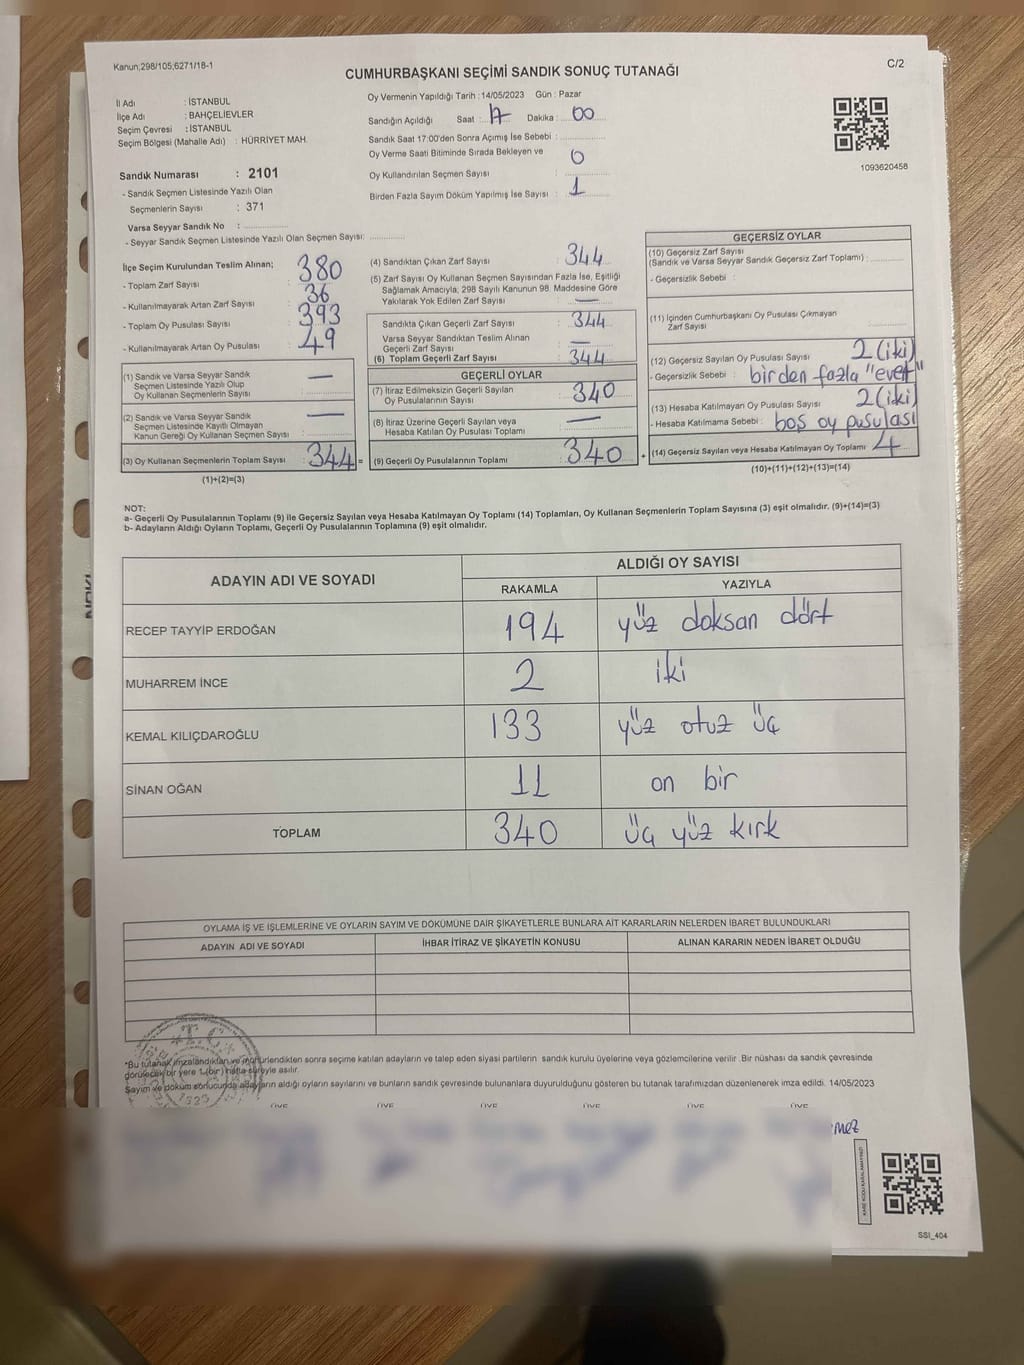 Kanun;298/105;6271/18-1
CUMHURBAŞKANI SEÇİMİ SANDIK SONUÇ TUTANAĞI
C/2
İl Adı : İSTANBUL
İlçe Adı : BAHÇELİEVLER
Seçim Çevresi : İSTANBUL
Seçim Bölgesi (Mahalle Adı) : HÜRRİYET MAH.
Sandık Numarası : 2101
- Sandık Seçmen Listesinde Yazılı Olan
Seçmenlerin Sayısı : 371
Varsa Seyyar Sandık No :
- Seyyar Sandık Seçmen Listesinde Yazılı Olan Seçmen Sayısı:
Oy Vermenin Yapıldığı Tarih :14/05/2023 Gün : Pazar
Sandığın Açıldığı Saat : 17 Dakika : 00
Sandık Saat 17:00'den Sonra Açımış İse Sebebi :
Oy Verme Saati Bitiminde Sırada Bekleyen ve
Oy Kullandırılan Seçmen Sayısı : 0
Birden Fazla Sayım Döküm Yapılmış İse Sayısı : 1
1093620458
İlçe Seçim Kurulundan Teslim Alınan;
- Toplam Zarf Sayısı : 380
- Kullanılmayarak Artan Zarf Sayısı : 36
- Toplam Oy Pusulası Sayısı : 393
- Kullanılmayarak Artan Oy Pusulası : 49
(1) Sandık ve Varsa Seyyar Sandık
Seçmen Listesinde Yazılı Olup
Oy Kullanan Seçmenlerin Sayısı : —
(2) Sandık ve Varsa Seyyar Sandık
Seçmen Listesinde Kayıtlı Olmayan
Kanun Gereği Oy Kullanan Seçmen Sayısı : —
(3) Oy Kullanan Seçmenlerin Toplam Sayısı : 344 =
(1)+(2)=(3)
(4) Sandıktan Çıkan Zarf Sayısı : 344
(5) Zarf Sayısı Oy Kullanan Seçmen Sayısından Fazla İse, Eşitliği
Sağlamak Amacıyla; 298 Sayılı Kanunun 98. Maddesine Göre
Yakılarak Yok Edilen Zarf Sayısı : —
Sandıkta Çıkan Geçerli Zarf Sayısı : 344
Varsa Seyyar Sandıktan Teslim Alınan
Geçerli Zarf Sayısı : —
(6) Toplam Geçerli Zarf Sayısı : 344
GEÇERLİ OYLAR
(7) İtiraz Edilmeksizin Geçerli Sayılan
Oy Pusulalarının Sayısı : 340
(8) İtiraz Üzerine Geçerli Sayılan veya
Hesaba Katılan Oy Pusulası Toplamı : —
(9) Geçerli Oy Pusulalarının Toplamı : 340 +
GEÇERSİZ OYLAR
(10) Geçersiz Zarf Sayısı
(Sandık ve Varsa Seyyar Sandık Geçersiz Zarf Toplamı) :
- Geçersizlik Sebebi :
(11) İçinden Cumhurbaşkanı Oy Pusulası Çıkmayan
Zarf Sayısı :
(12) Geçersiz Sayılan Oy Pusulası Sayısı : 2 (iki)
- Geçersizlik Sebebi : birden fazla "evet"
(13) Hesaba Katılmayan Oy Pusulası Sayısı : 2 (iki)
- Hesaba Katılmama Sebebi : boş oy pusulası
(14) Geçersiz Sayılan veya Hesaba Katılmayan Oy Toplamı : 4
(10)+(11)+(12)+(13)=(14)
NOT:
a- Geçerli Oy Pusulalarının Toplamı (9) ile Geçersiz Sayılan veya Hesaba Katılmayan Oy Toplamı (14) Toplamları, Oy Kullanan Seçmenlerin Toplam Sayısına (3) eşit olmalıdır. (9)+(14)=(3)
b- Adayların Aldığı Oyların Toplamı, Geçerli Oy Pusulalarının Toplamına (9) eşit olmalıdır.
ADAYIN ADI VE SOYADI
ALDIĞI OY SAYISI
RAKAMLA YAZIYLA
RECEP TAYYİP ERDOĞAN 194 yüz doksan dört
MUHARREM İNCE 2 iki
KEMAL KILIÇDAROĞLU 133 yüz otuz üç
SİNAN OĞAN 11 on bir
TOPLAM 340 üç yüz kırk
OYLAMA İŞ VE İŞLEMLERİNE VE OYLARIN SAYIM VE DÖKÜMÜNE DAİR ŞİKAYETLERLE BUNLARA AİT KARARLARIN NELERDEN İBARET BULUNDUKLARI
ADAYIN ADI VE SOYADI İHBAR İTİRAZ VE ŞİKAYETİN KONUSU ALINAN KARARIN NEDEN İBARET OLDUĞU
*Bu tutanak imzalandıktan ve mühürlendikten sonra seçime katılan adayların ve talep eden siyasi partilerin sandık kurulu üyelerine veya gözlemcilerine verilir. Bir nüshası da sandık çevresinde
görülecek bir yere 1 (bir) hafta süreyle asılır.
Sayım ve döküm sonucunda adayların aldığı oyların sayılarını ve bunların sandık çevresinde bulunanlara duyurulduğunu gösteren bu tutanak tarafımızdan düzenlenerek imza edildi. 14/05/2023
ÜYE ÜYE ÜYE ÜYE ÜYE ÜYE
mez
KARE KODU KARALAMAYINIZ!
SSI_404